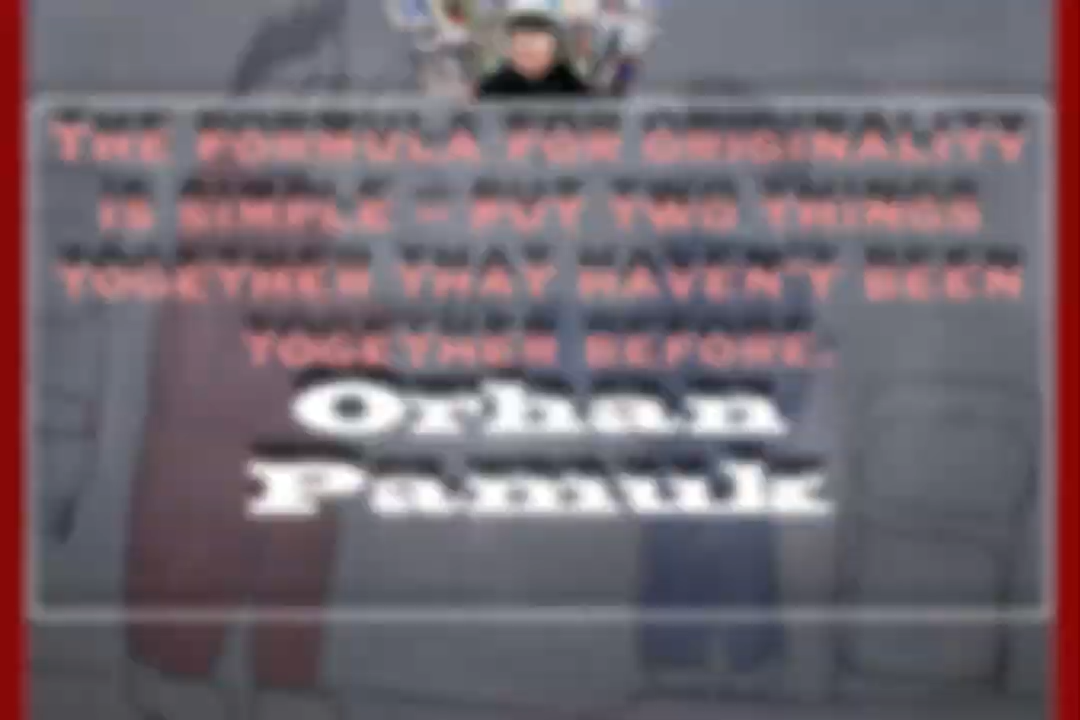 THE FORMULA FOR ORIGINALITY
IS SIMPLE – PUT TWO THINGS
TOGETHER THAT HAVEN'T BEEN
TOGETHER BEFORE.
Orhan
Pamuk